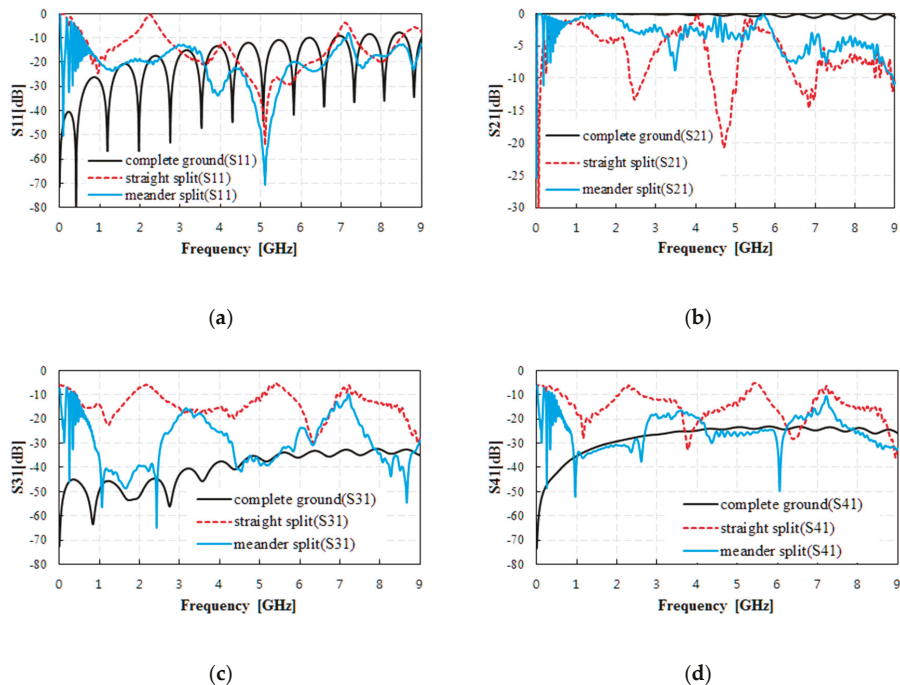 0
-10
-20
-30
-40
-50
-60
-70
-80
S11[dB]
complete ground(S11)
straight split(S11)
meander split(S11)
0 1 2 3 4 5 6 7 8 9
Frequency [GHz]
(a)
0
-5
-10
-15
-20
-25
-30
S21[dB]
complete ground(S21)
straight split(S21)
meander split(S21)
0 1 2 3 4 5 6 7 8 9
Frequency [GHz]
(b)
0
-10
-20
-30
-40
-50
-60
-70
-80
S31[dB]
complete ground(S31)
straight split(S31)
meander split(S31)
0 1 2 3 4 5 6 7 8 9
Frequency [GHz]
(c)
0
-10
-20
-30
-40
-50
-60
-70
-80
S41[dB]
complete ground(S41)
straight split(S41)
meander split(S41)
0 1 2 3 4 5 6 7 8 9
Frequency [GHz]
(d)